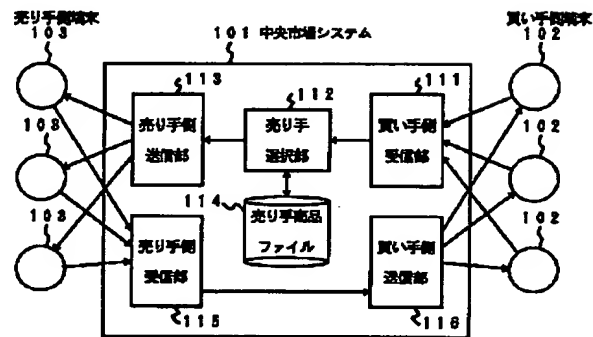 売り手側端末
103
101 中央市場システム
買い手側端末
102
113
112
111
売り手側
送信部
売り手
選択部
買い手側
受信部
103
102
114
売り手商品
ファイル
103
102
売り手側
受信部
買い手側
送信部
115
116